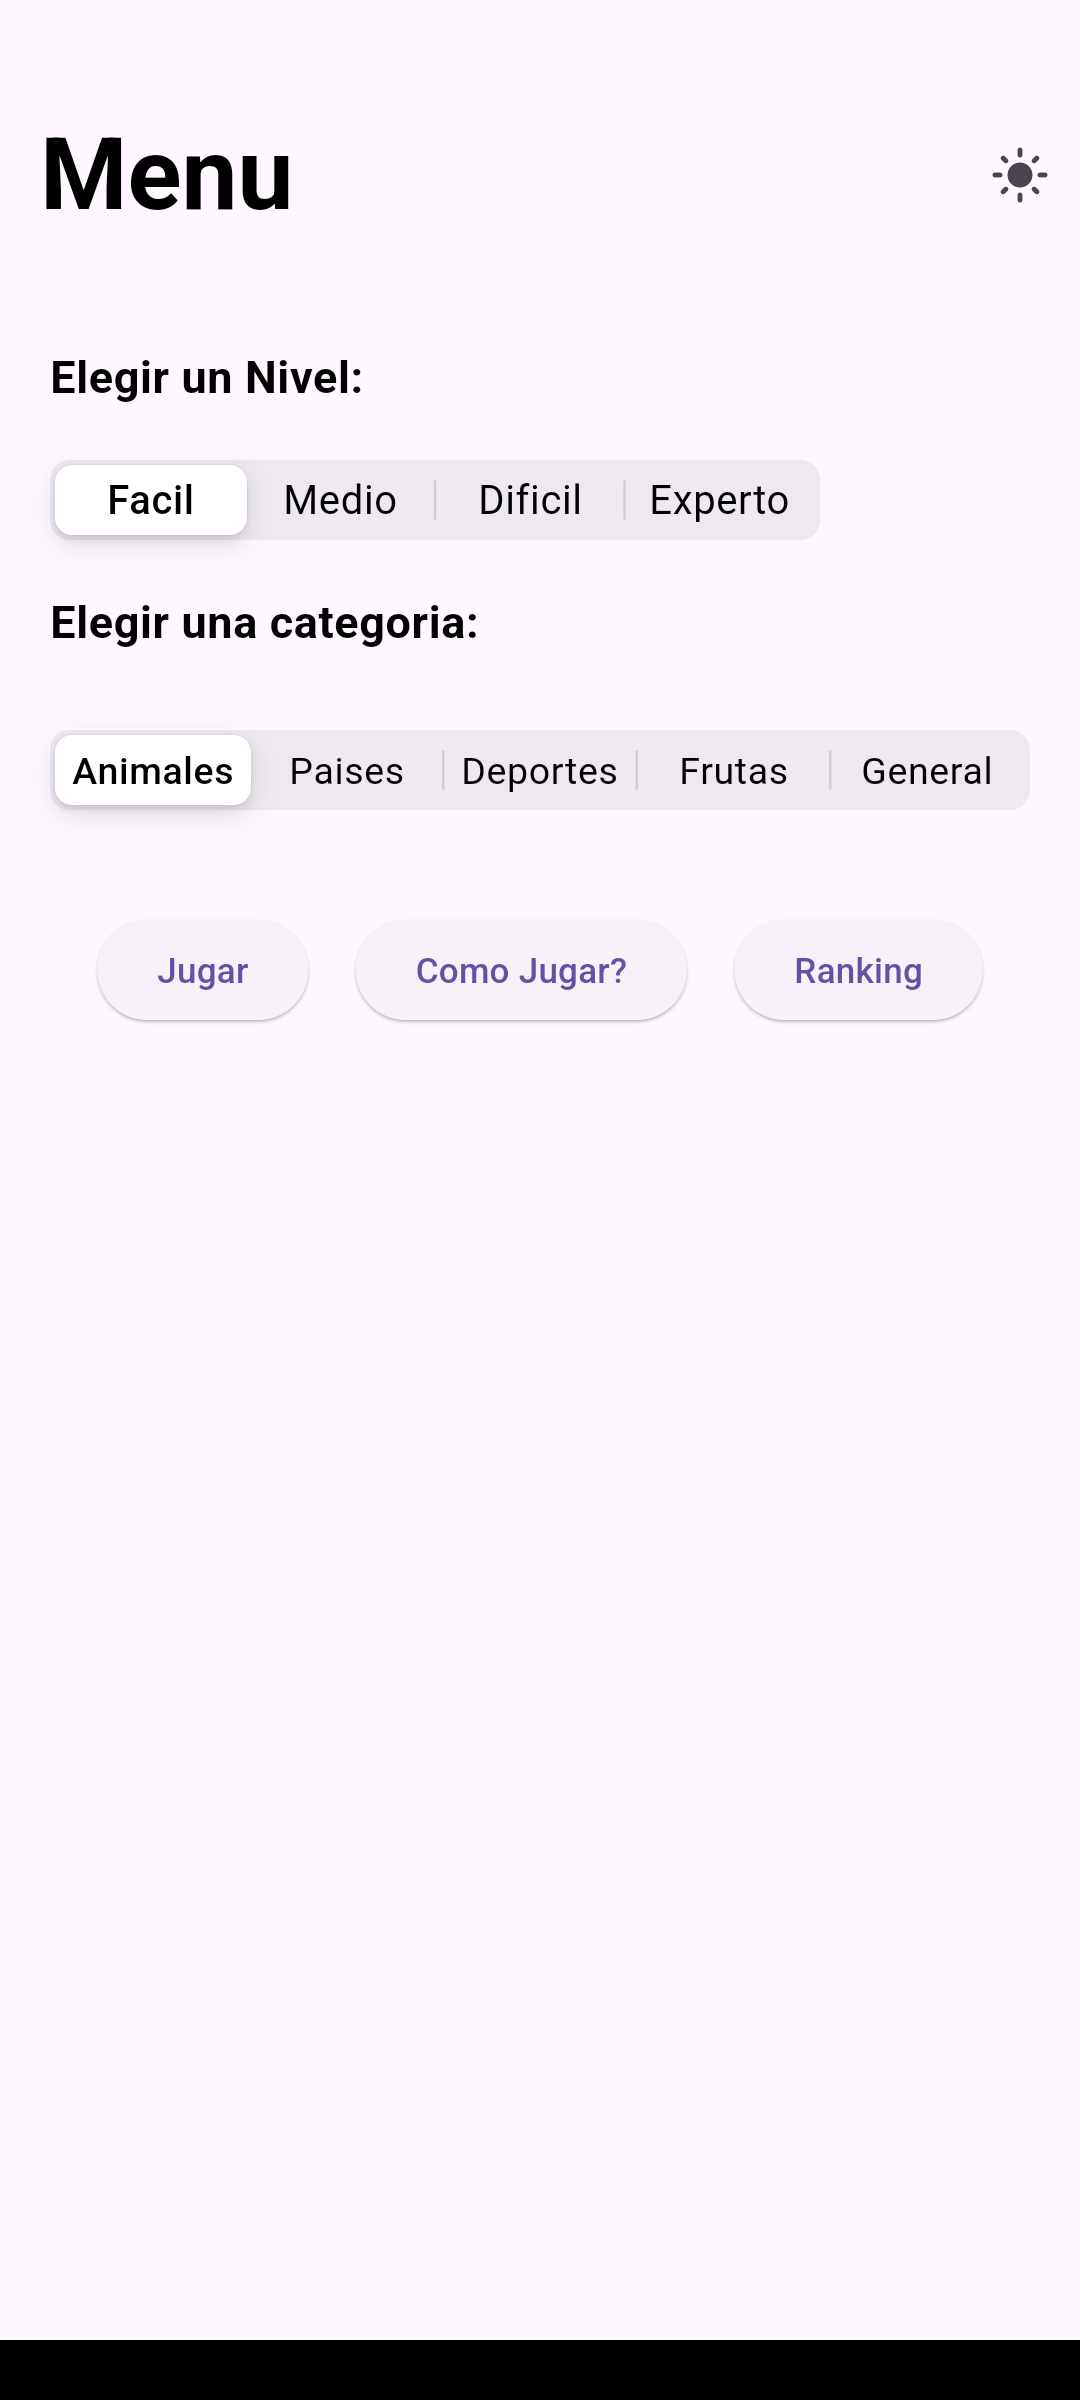 Menu
Elegir un Nivel:
Facil Medio Dificil Experto
Elegir una categoria:
Animales Paises Deportes Frutas General
Jugar Como Jugar? Ranking